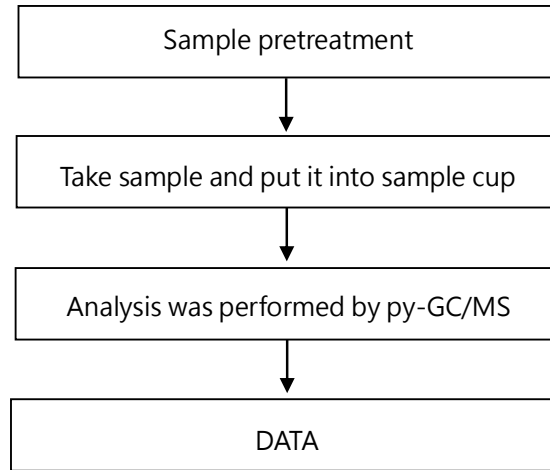 Sample pretreatment
Take sample and put it into sample cup
Analysis was performed by py-GC/MS
DATA